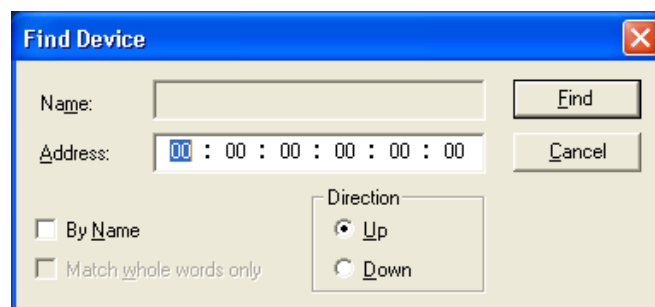 Find Device
Name:
Find
Address: 00 : 00 : 00 : 00 : 00 : 00
Cancel
Direction
By Name
Up
Match whole words only
Down